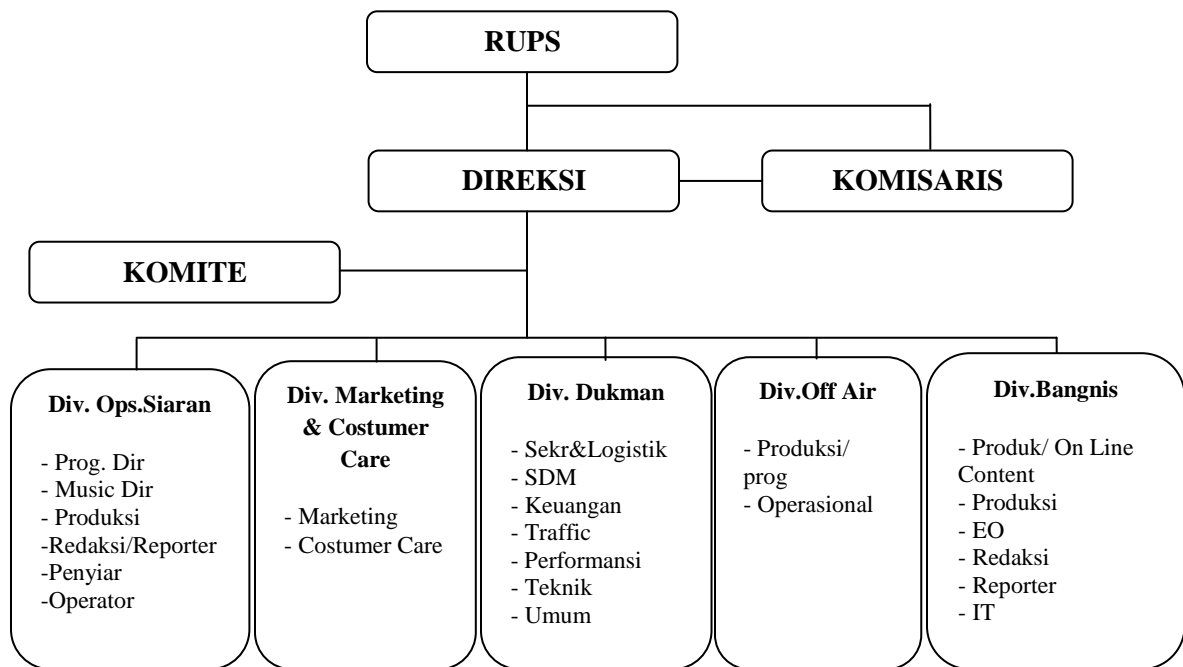 RUPS
DIREKSI
KOMISARIS
KOMITE
Div. Ops.Siaran
- Prog. Dir
- Music Dir
- Produksi
-Redaksi/Reporter
-Penyiar
-Operator
Div. Marketing
& Costumer
Care
- Marketing
- Costumer Care
Div. Dukman
- Sekr&Logistik
- SDM
- Keuangan
- Traffic
- Performansi
- Teknik
- Umum
Div.Off Air
- Produksi/
prog
- Operasional
Div.Bangnis
- Produk/ On Line
Content
- Produksi
- EO
- Redaksi
- Reporter
- IT